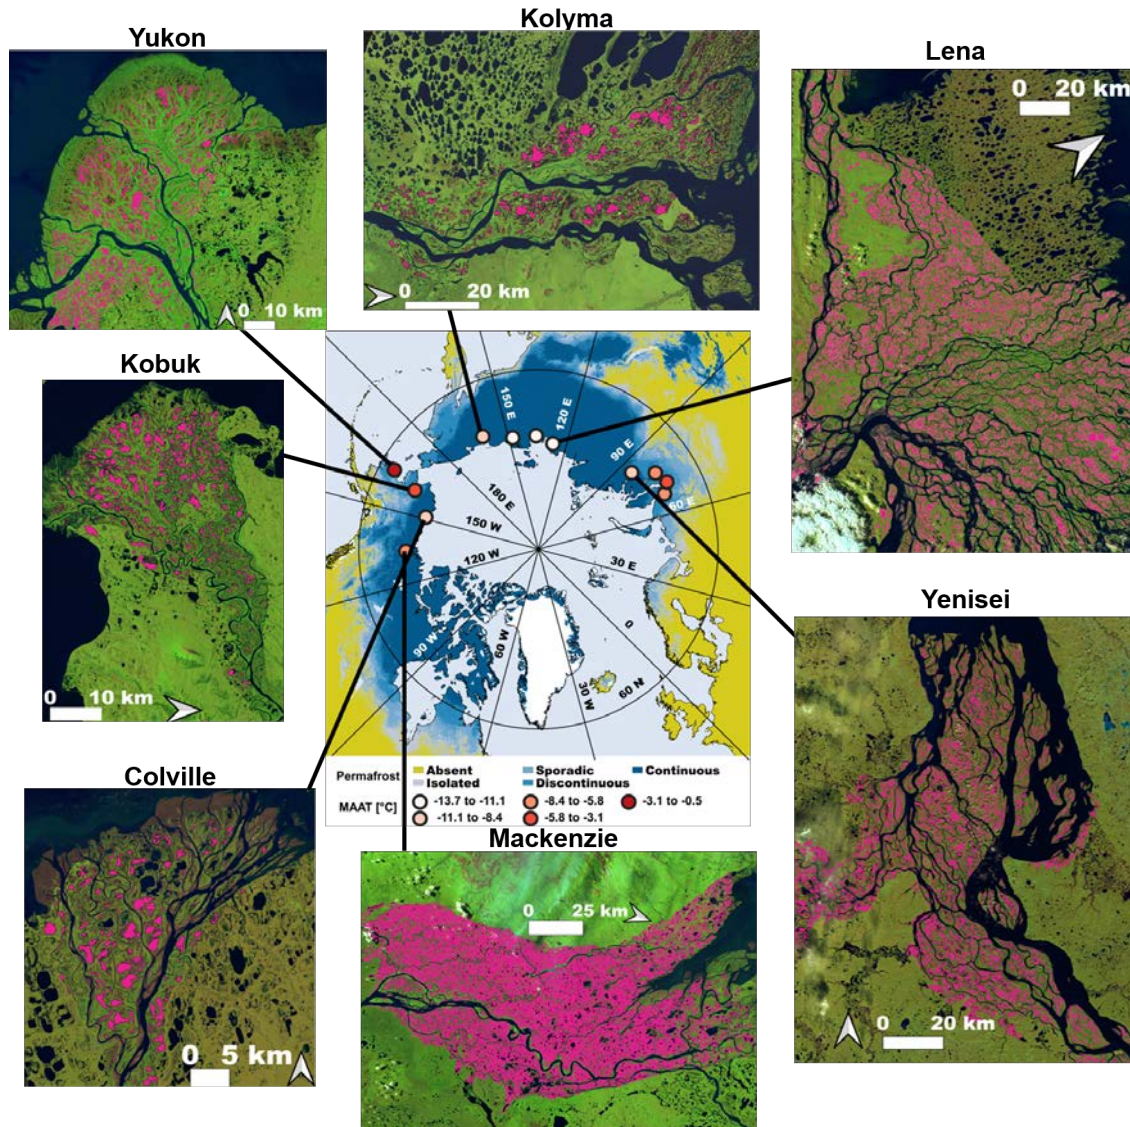 Kolyma
Yukon
Lena
0 20 km
0 10 km
0 20 km
Kobuk
150 E
120 E
90 E
60 E
180 E
150 W
120 W
30 E
90 W
60 W
0
30 W
60 N
0 10 km
Yenisei
Colville
Permafrost
Absent
Sporadic
Continuous
Isolated
Discontinuous
MAAT [°C]
-13.7 to -11.1
-8.4 to -5.8
-3.1 to -0.5
-11.1 to -8.4
-5.8 to -3.1
Mackenzie
0 25 km
0 20 km
0 5 km